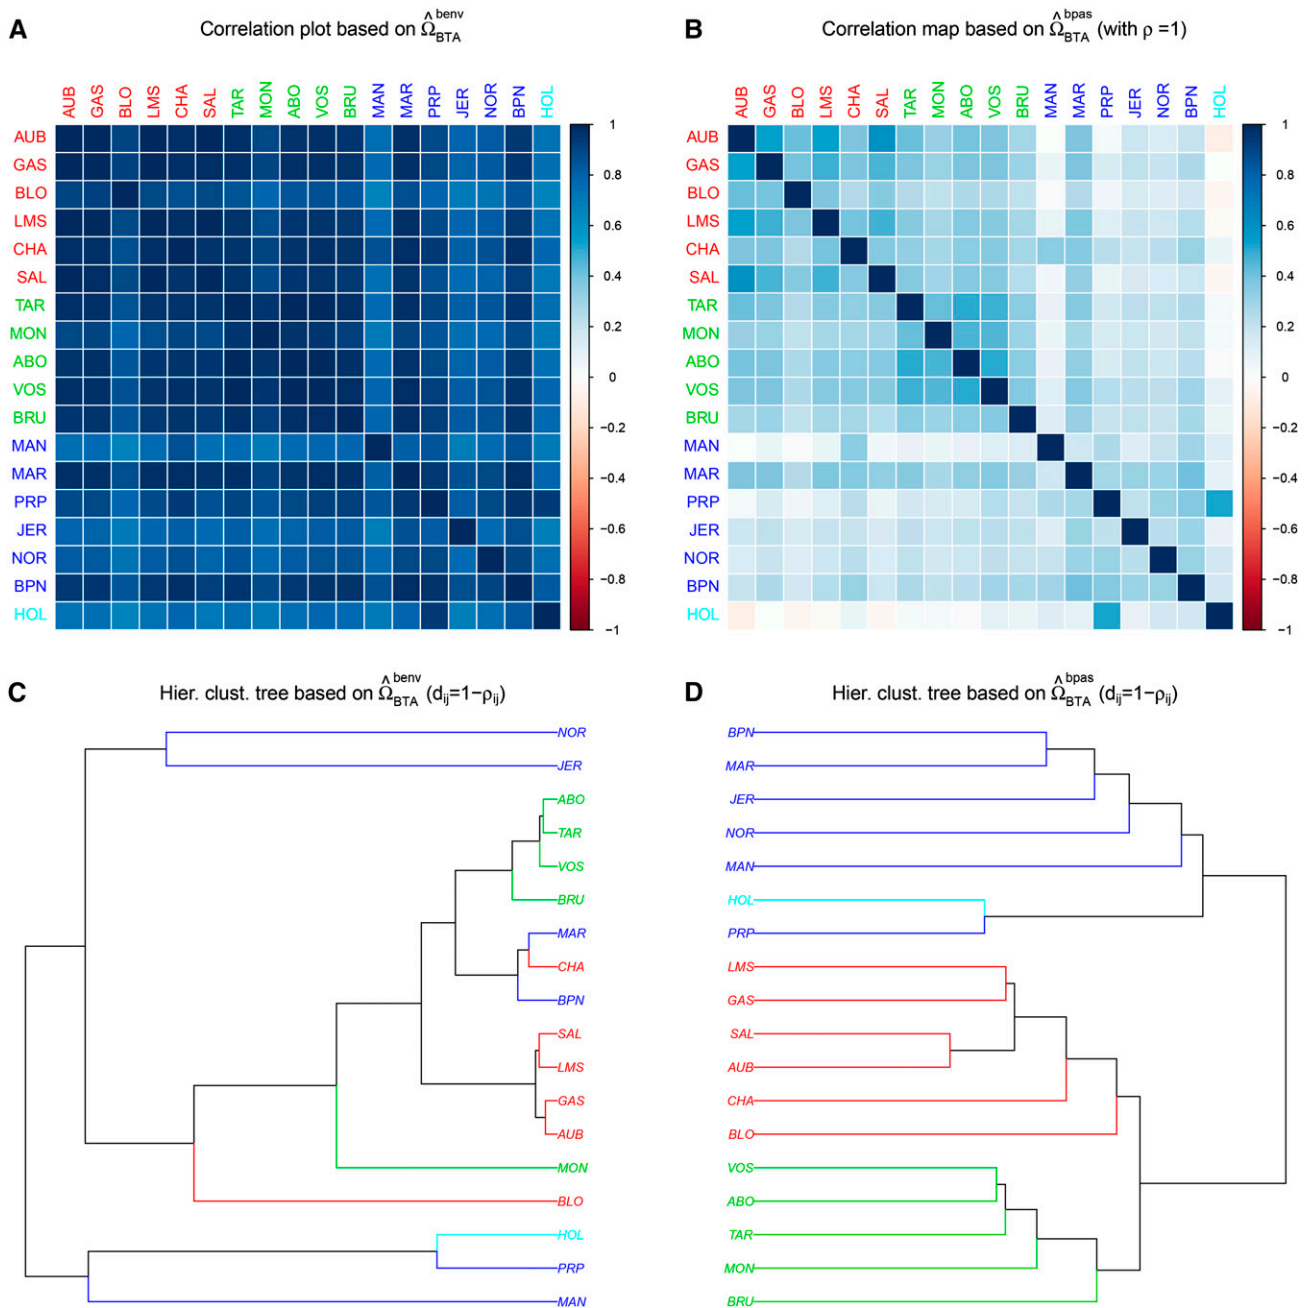 A
Correlation plot based on Ω̂ benv BTA
AUB GAS BLO LMS CHA SAL TAR MON ABO VOS BRU MAN MAR PRP JER NOR BPN HOL
AUB
GAS
BLO
LMS
CHA
SAL
TAR
MON
ABO
VOS
BRU
MAN
MAR
PRP
JER
NOR
BPN
HOL
1
0.8
0.6
0.4
0.2
0
−0.2
−0.4
−0.6
−0.8
−1
B
Correlation map based on Ω̂ bpas BTA (with ρ =1)
AUB GAS BLO LMS CHA SAL TAR MON ABO VOS BRU MAN MAR PRP JER NOR BPN HOL
AUB
GAS
BLO
LMS
CHA
SAL
TAR
MON
ABO
VOS
BRU
MAN
MAR
PRP
JER
NOR
BPN
HOL
1
0.8
0.6
0.4
0.2
0
−0.2
−0.4
−0.6
−0.8
−1
C
Hier. clust. tree based on Ω̂ benv BTA (dij=1−ρij)
NOR
JER
ABO
TAR
VOS
BRU
MAR
CHA
BPN
SAL
LMS
GAS
AUB
MON
BLO
HOL
PRP
MAN
D
Hier. clust. tree based on Ω̂ bpas BTA (dij=1−ρij)
BPN
MAR
JER
NOR
MAN
HOL
PRP
LMS
GAS
SAL
AUB
CHA
BLO
VOS
ABO
TAR
MON
BRU